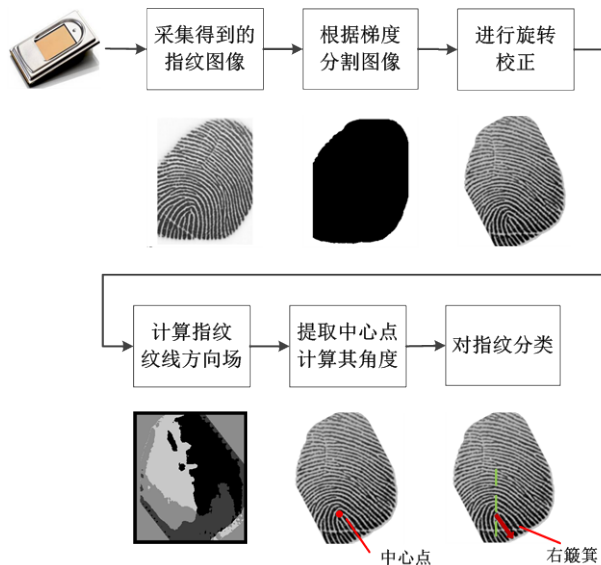 采集得到的
指纹图像
根据梯度
分割图像
进行旋转
校正
计算指纹
纹线方向场
提取中心点
计算其角度
对指纹分类
中心点
右簸箕